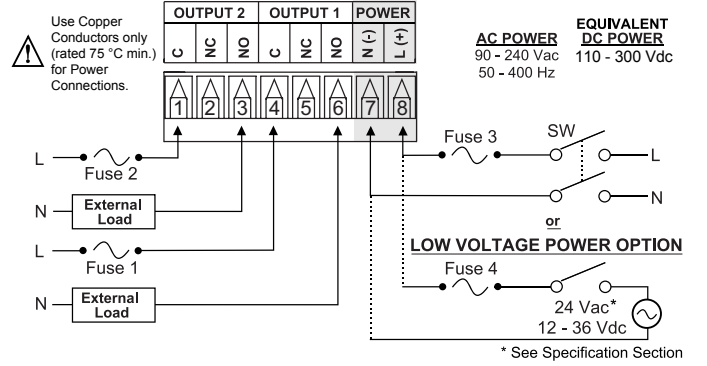 Use Copper
Conductors only
(rated 75 °C min.)
for Power
Connections.
OUTPUT 2 OUTPUT 1 POWER
C NC NO C NC NO N (-) L (+)
1 2 3 4 5 6 7 8
AC POWER
90 - 240 Vac
50 - 400 Hz
EQUIVALENT
DC POWER
110 - 300 Vdc
L
Fuse 2
N
External
Load
L
Fuse 1
N
External
Load
Fuse 3
SW
L
N
or
LOW VOLTAGE POWER OPTION
Fuse 4
24 Vac*
12 - 36 Vdc
* See Specification Section